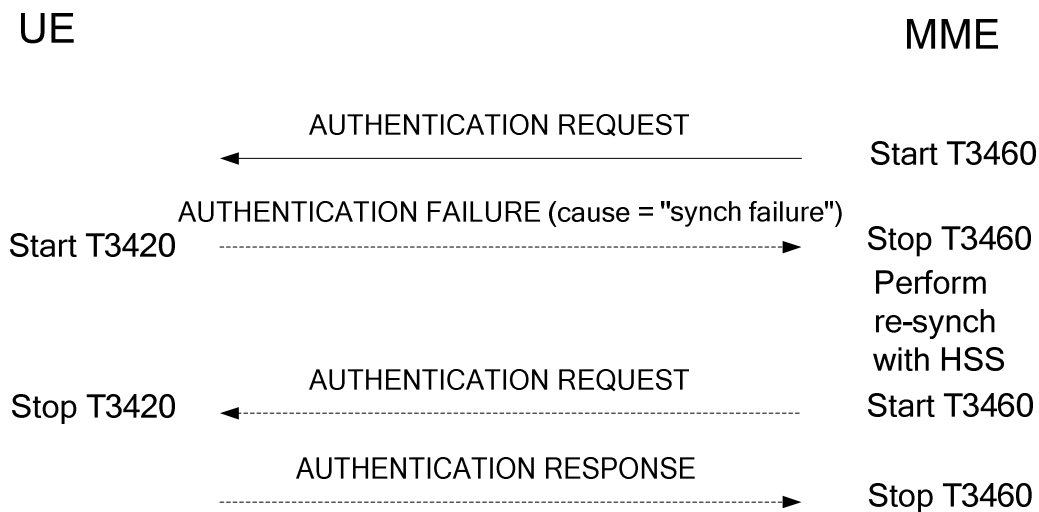 UE
MME
AUTHENTICATION REQUEST
Start T3460
AUTHENTICATION FAILURE (cause = "synch failure")
Start T3420
Stop T3460
Perform
re-synch
with HSS
AUTHENTICATION REQUEST
Stop T3420
Start T3460
AUTHENTICATION RESPONSE
Stop T3460